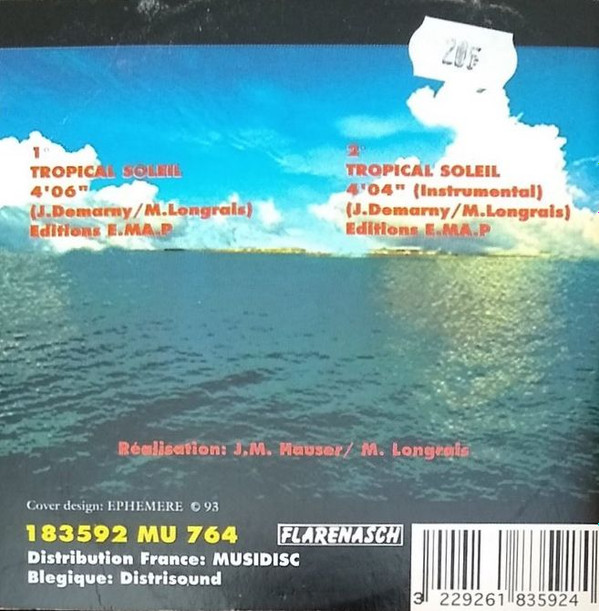 20F
1°
TROPICAL SOLEIL
4'06"
(J.Demarny/M.Longrais)
Editions E.MA.P
2°
TROPICAL SOLEIL
4'04" (Instrumental)
(J.Demarny/M.Longrais)
Editions E.MA.P
Réalisation: J.M. Hauser/ M. Longrais
Cover design: EPHEMERE © 93
183592 MU 764
FLARENASCH
Distribution France: MUSIDISC
Blegique: Distrisound
3 229261 835924